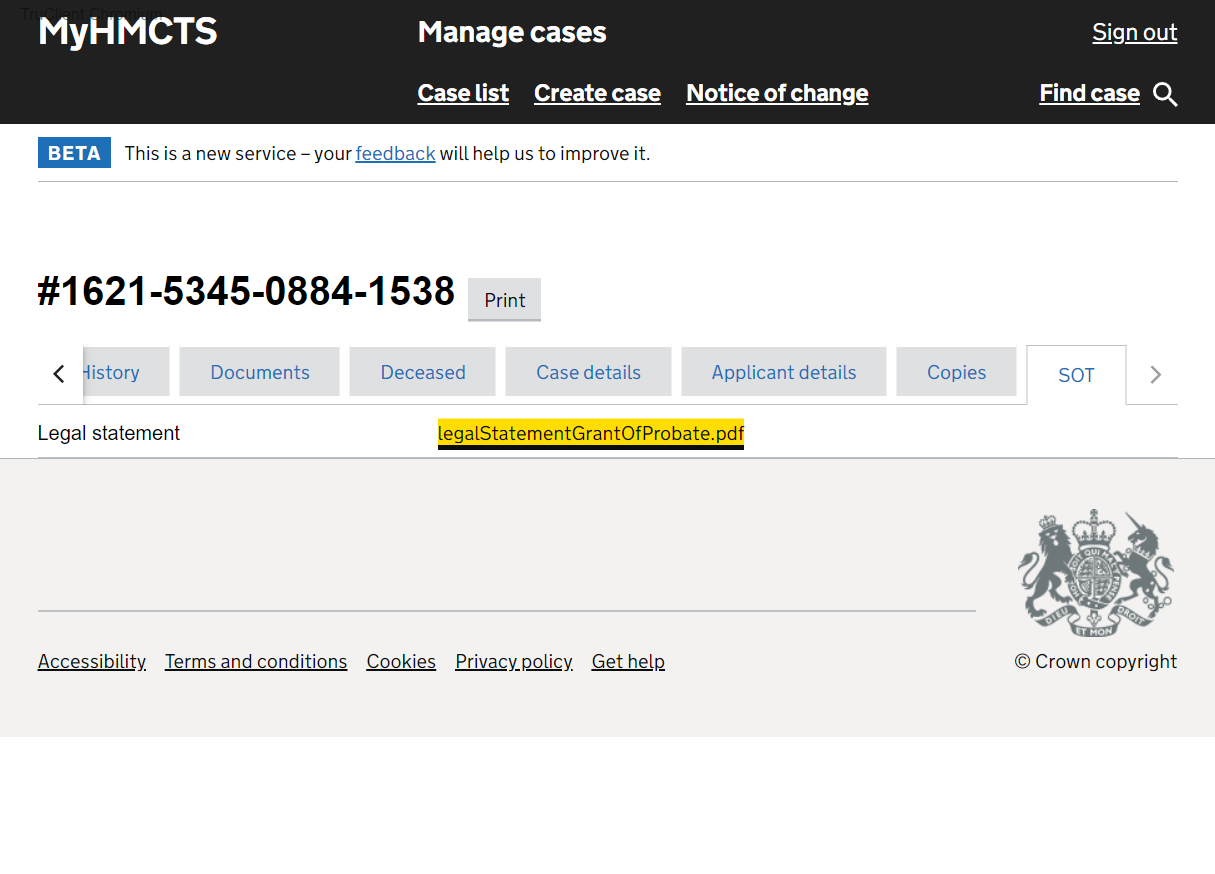 TruClient Chromium
MyHMCTS
Manage cases
Sign out
Case list Create case Notice of change Find case
BETA This is a new service – your feedback will help us to improve it.
#1621-5345-0884-1538 Print
History Documents Deceased Case details Applicant details Copies SOT
Legal statement legalStatementGrantOfProbate.pdf
DIEU ET MON DROIT
Accessibility Terms and conditions Cookies Privacy policy Get help © Crown copyright